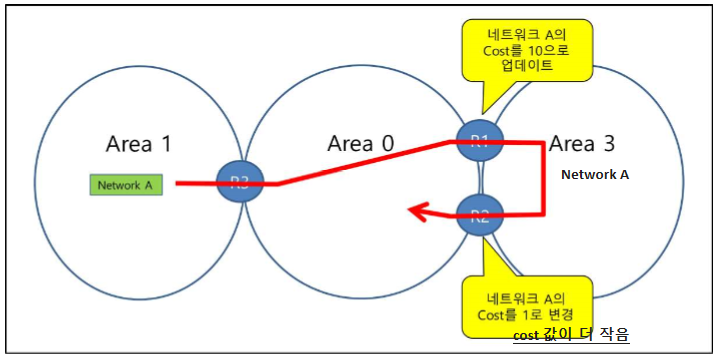 네트워크 A의
Cost를 10으로
업데이트
Area 1
Area 0
R1
Area 3
Network A
R3
Network A
R2
네트워크 A의
Cost를 1로 변경
cost 값이 더 작음